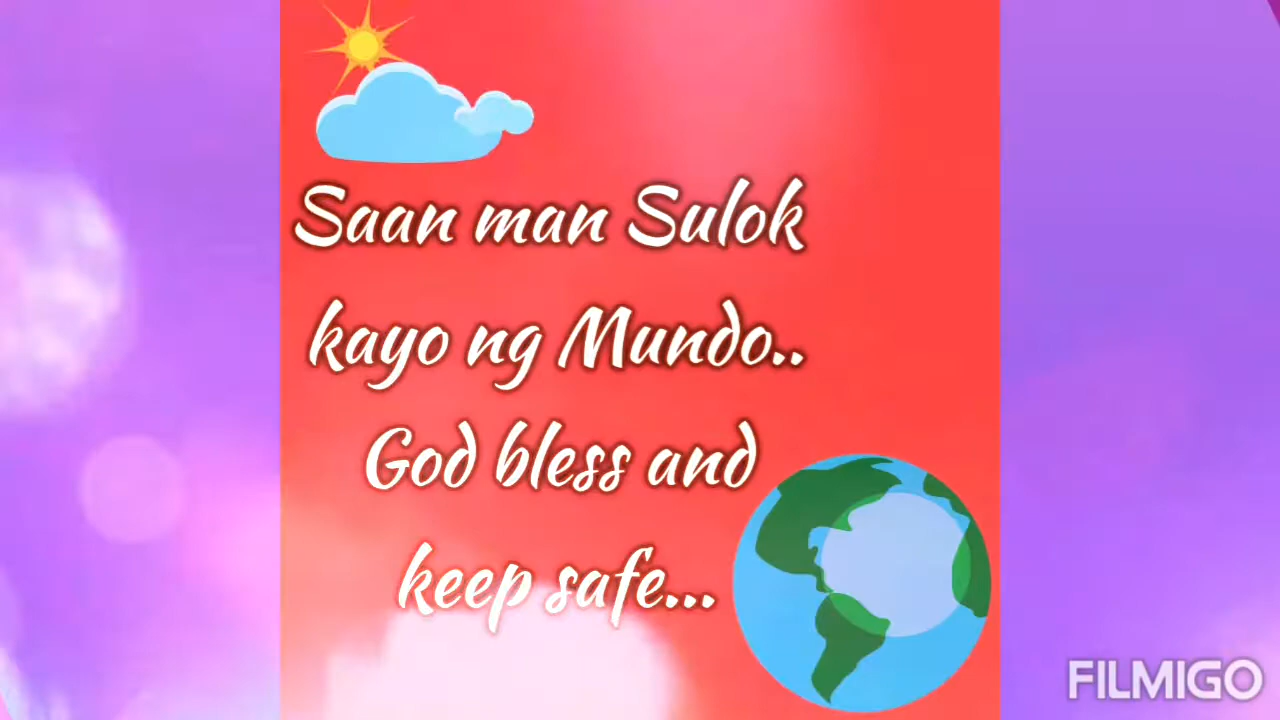 Saan man Sulok
kayo ng Mundo..
God bless and
keep safe...
FILMIGO